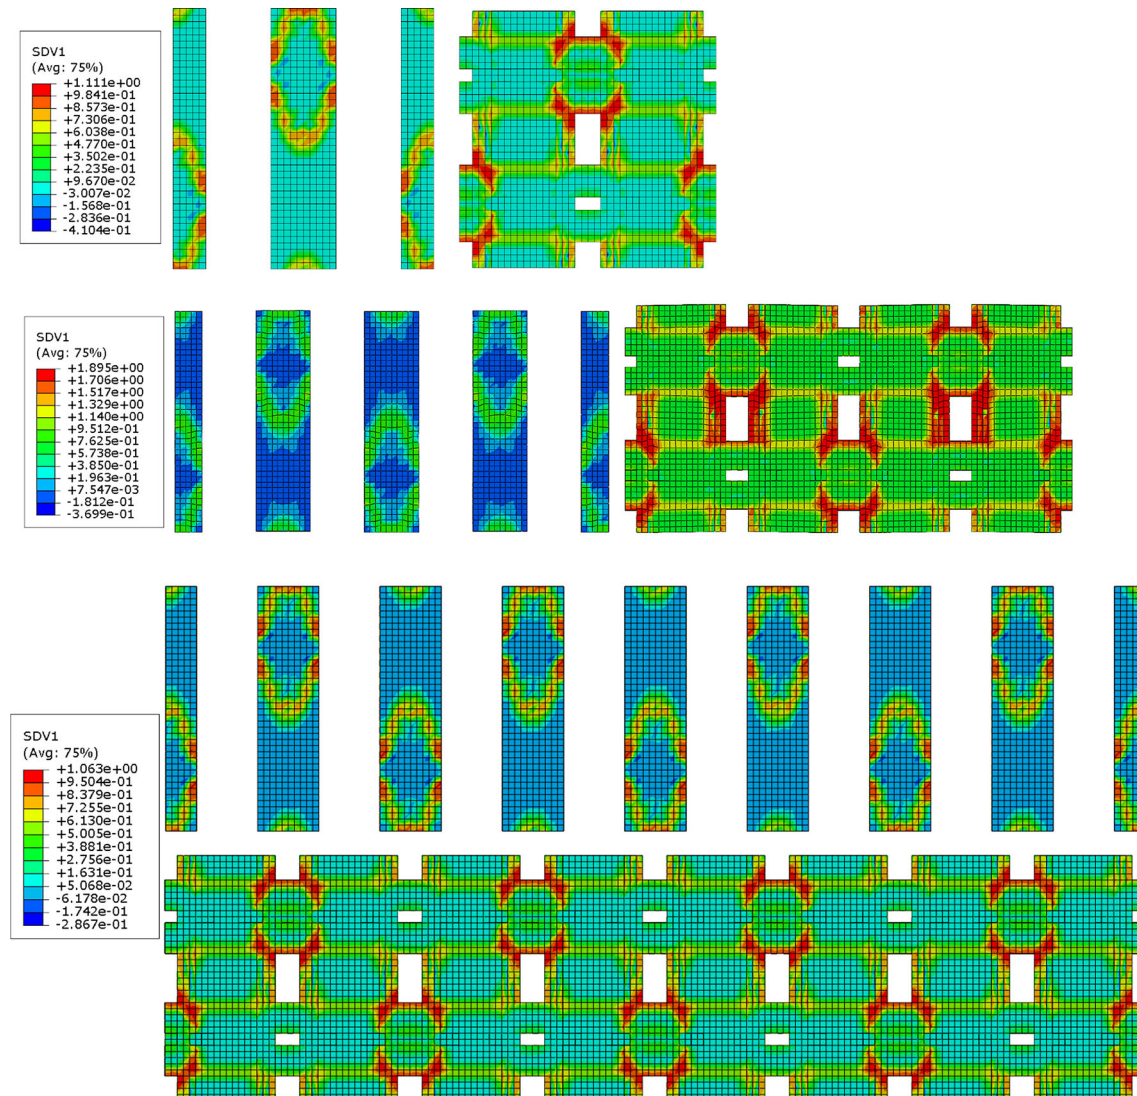 SDV1
(Avg: 75%)
+1.111e+00
+9.841e-01
+8.573e-01
+7.306e-01
+6.038e-01
+4.770e-01
+3.502e-01
+2.235e-01
+9.670e-02
-3.007e-02
-1.568e-01
-2.836e-01
-4.104e-01
SDV1
(Avg: 75%)
+1.895e+00
+1.706e+00
+1.517e+00
+1.329e+00
+1.140e+00
+9.512e-01
+7.625e-01
+5.738e-01
+3.850e-01
+1.963e-01
+7.547e-03
-1.812e-01
-3.699e-01
SDV1
(Avg: 75%)
+1.063e+00
+9.504e-01
+8.379e-01
+7.255e-01
+6.130e-01
+5.005e-01
+3.881e-01
+2.756e-01
+1.631e-01
+5.068e-02
-6.178e-02
-1.742e-01
-2.867e-01